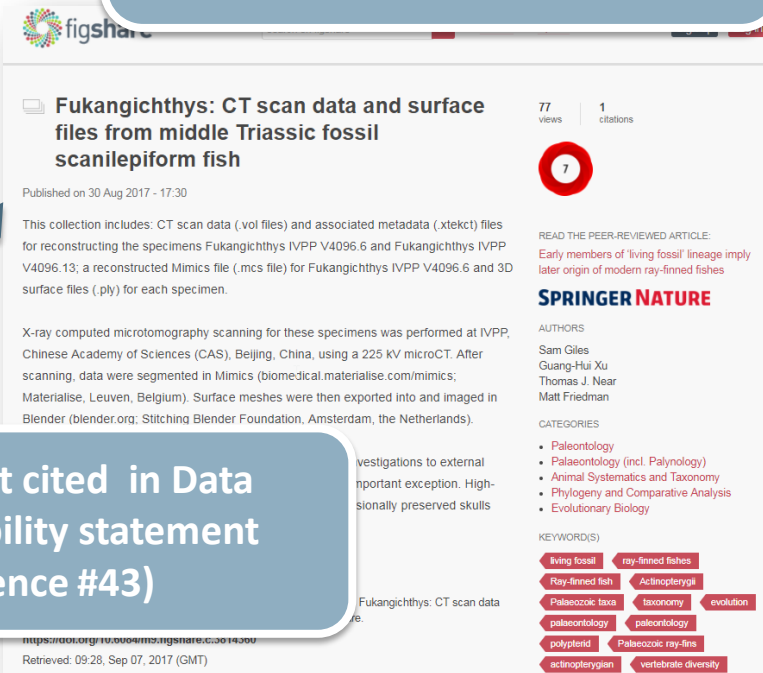 figshare
Fukangichthys: CT scan data and surface
files from middle Triassic fossil
scanilepiform fish
Published on 30 Aug 2017 - 17:30
This collection includes: CT scan data (.vol files) and associated metadata (.xtekct) files
for reconstructing the specimens Fukangichthys IVPP V4096.6 and Fukangichthys IVPP
V4096.13; a reconstructed Mimics file (.mcs file) for Fukangichthys IVPP V4096.6 and 3D
surface files (.ply) for each specimen.
X-ray computed microtomography scanning for these specimens was performed at IVPP,
Chinese Academy of Sciences (CAS), Beijing, China, using a 225 kV microCT. After
scanning, data were segmented in Mimics (biomedical.materialise.com/mimics;
Materialise, Leuven, Belgium). Surface meshes were then exported into and imaged in
Blender (blender.org; Stitching Blender Foundation, Amsterdam, the Netherlands).
vestigations to external
portant exception. High-
sionally preserved skulls
t cited in Data
bility statement
ence #43)
Fukangichthys: CT scan data
re.
https://doi.org/10.6084/m9.figshare.c.3814360
Retrieved: 09:28, Sep 07, 2017 (GMT)
77 1
views citations
7
READ THE PEER-REVIEWED ARTICLE:
Early members of 'living fossil' lineage imply
later origin of modern ray-finned fishes
SPRINGER NATURE
AUTHORS
Sam Giles
Guang-Hui Xu
Thomas J. Near
Matt Friedman
CATEGORIES
• Paleontology
• Palaeontology (incl. Palynology)
• Animal Systematics and Taxonomy
• Phylogeny and Comparative Analysis
• Evolutionary Biology
KEYWORD(S)
living fossil ray-finned fishes
Ray-finned fish Actinopterygii
Palaeozoic taxa taxonomy evolution
palaeontology paleontology
polypterid Palaeozoic ray-fins
actinopterygian vertebrate diversity